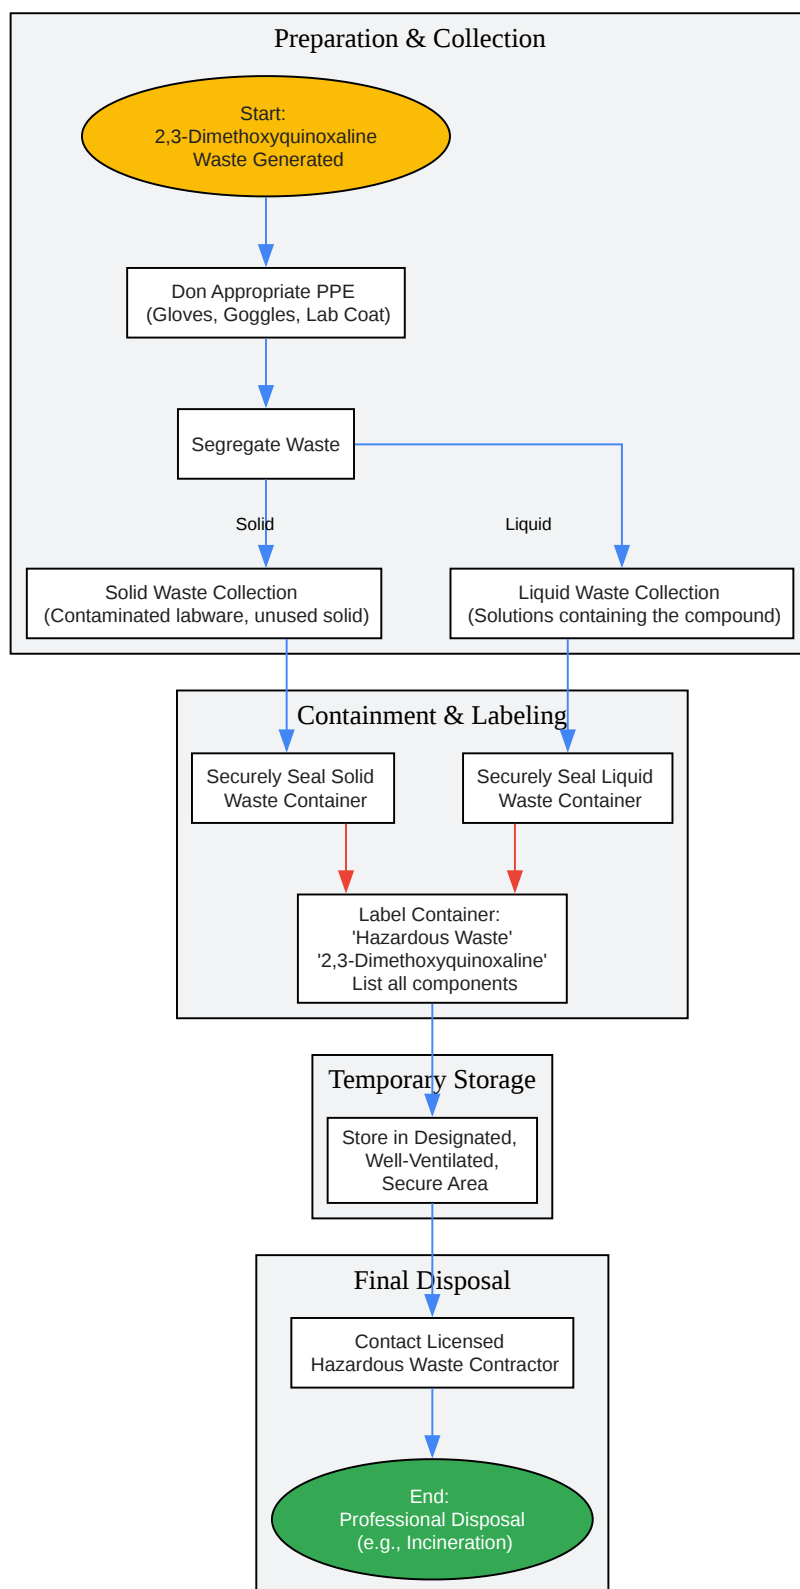 Preparation & Collection
Start:
2,3-Dimethoxyquinoxaline
Waste Generated
Don Appropriate PPE
(Gloves, Goggles, Lab Coat)
Segregate Waste
Solid
Liquid
Solid Waste Collection
(Contaminated labware, unused solid)
Liquid Waste Collection
(Solutions containing the compound)
Containment & Labeling
Securely Seal Solid
Waste Container
Securely Seal Liquid
Waste Container
Label Container:
'Hazardous Waste'
'2,3-Dimethoxyquinoxaline'
List all components
Temporary Storage
Store in Designated,
Well-Ventilated,
Secure Area
Final Disposal
Contact Licensed
Hazardous Waste Contractor
End:
Professional Disposal
(e.g., Incineration)